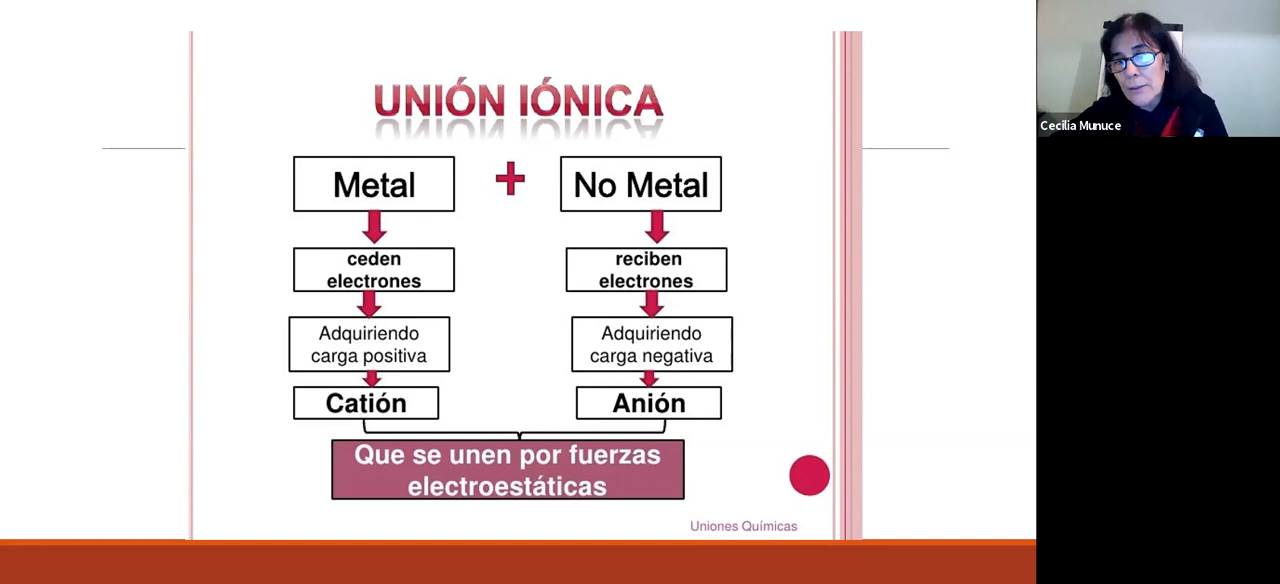 UNIÓN IÓNICA
Metal
+
No Metal
ceden
electrones
reciben
electrones
Adquiriendo
carga positiva
Adquiriendo
carga negativa
Catión
Anión
Que se unen por fuerzas
electroestáticas
Uniones Químicas
Cecilia Munuce